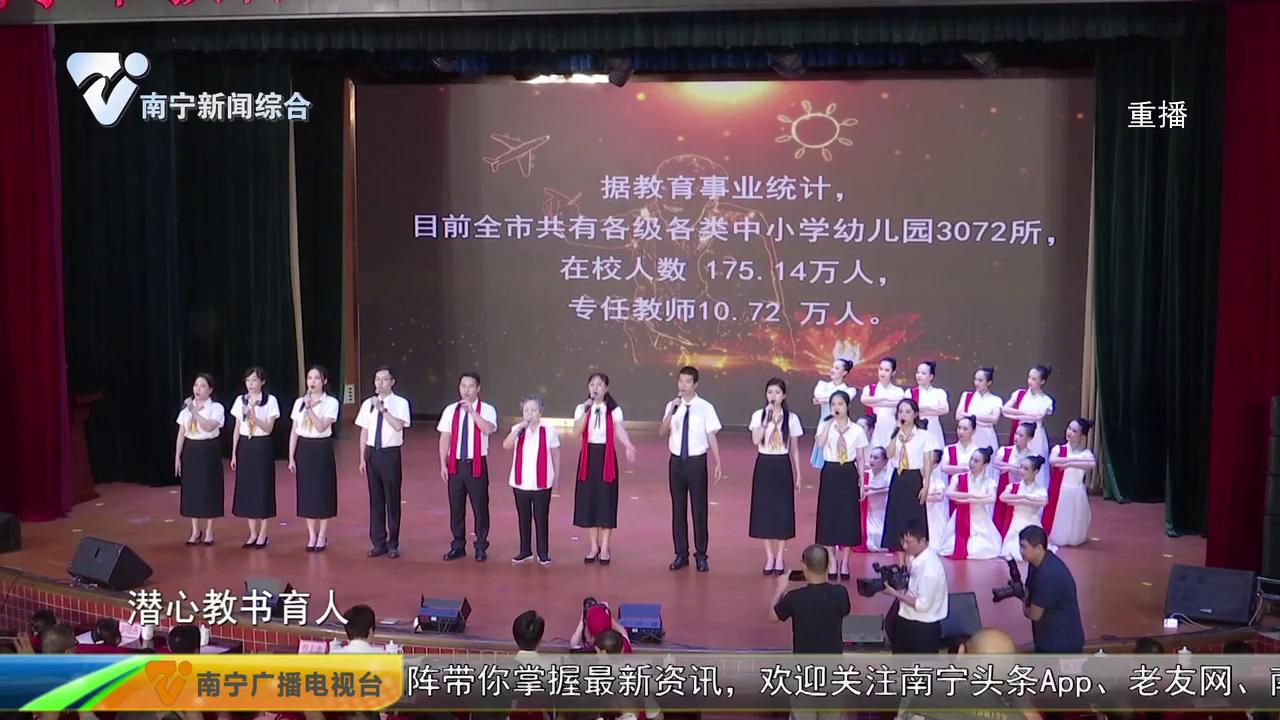 南宁新闻综合
重播
据教育事业统计，
目前全市共有各级各类中小学幼儿园3072所，
在校人数 175.14万人，
专任教师10.72 万人。
潜心教书育人
南宁广播电视台
阵带你掌握最新资讯，欢迎关注南宁头条App、老友网、